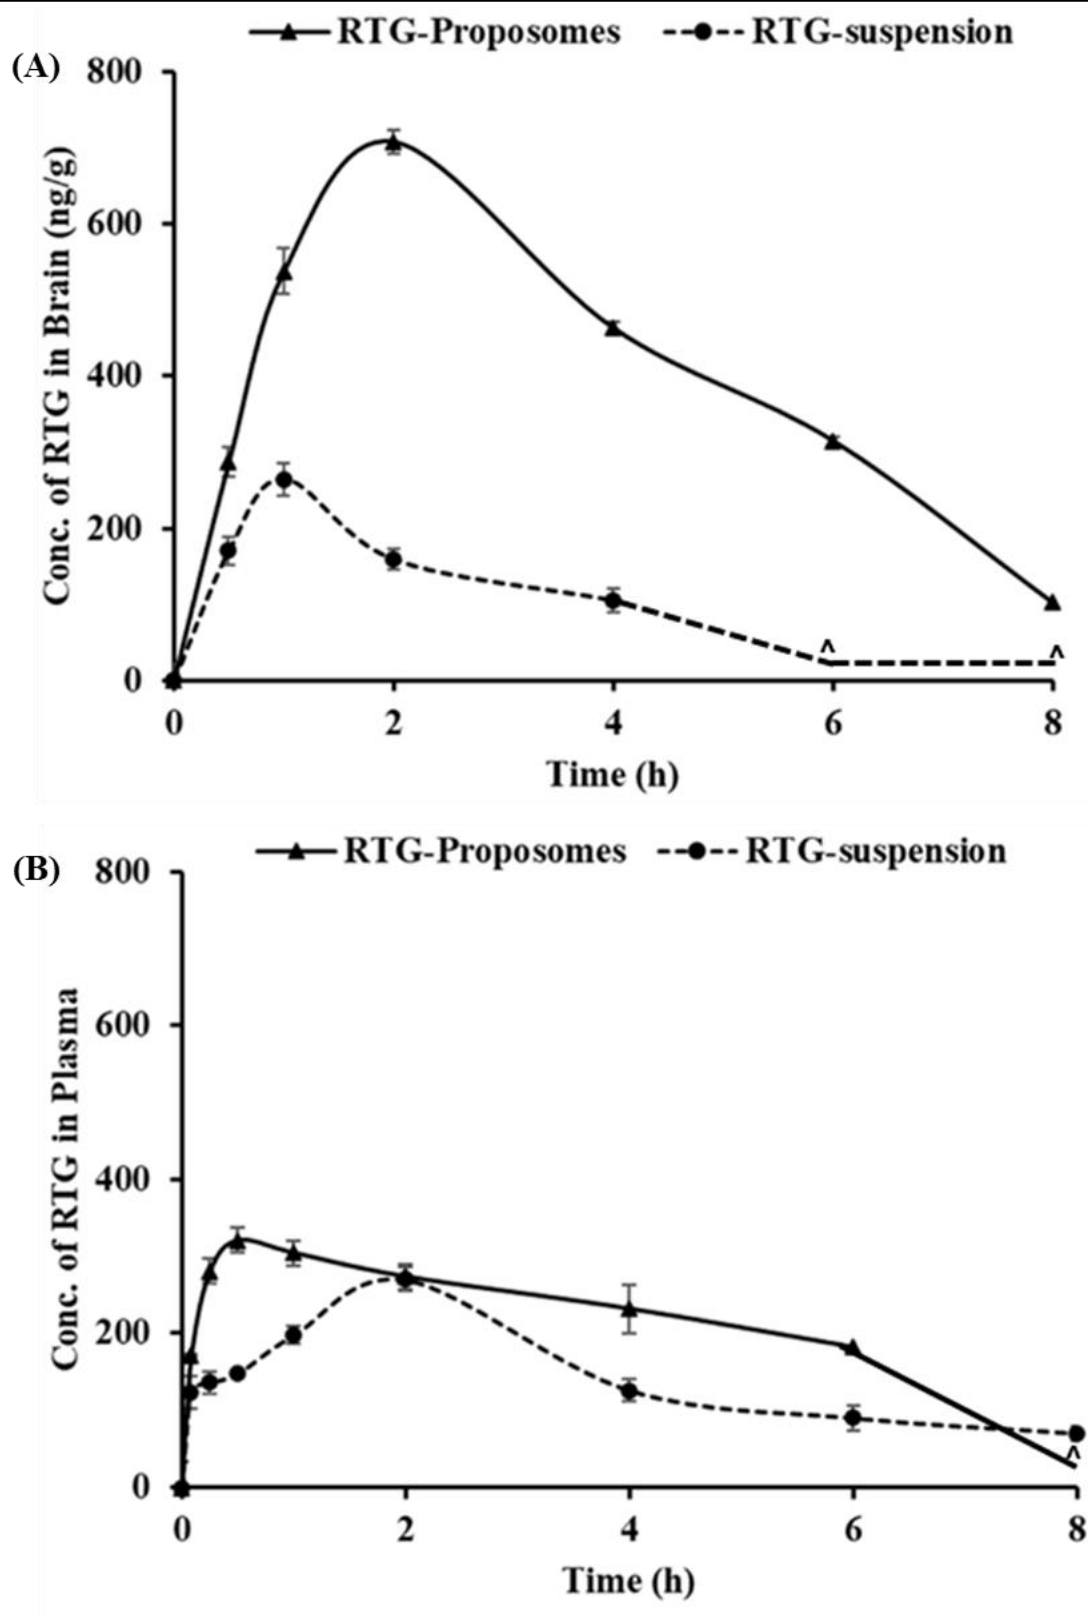 RTG-Proposomes RTG-suspension
(A)
800
600
400
200
0
Conc. of RTG in Brain (ng/g)
^ ^
0 2 4 6 8
Time (h)
RTG-Proposomes RTG-suspension
(B)
800
600
400
200
0
Conc. of RTG in Plasma
^
0 2 4 6 8
Time (h)